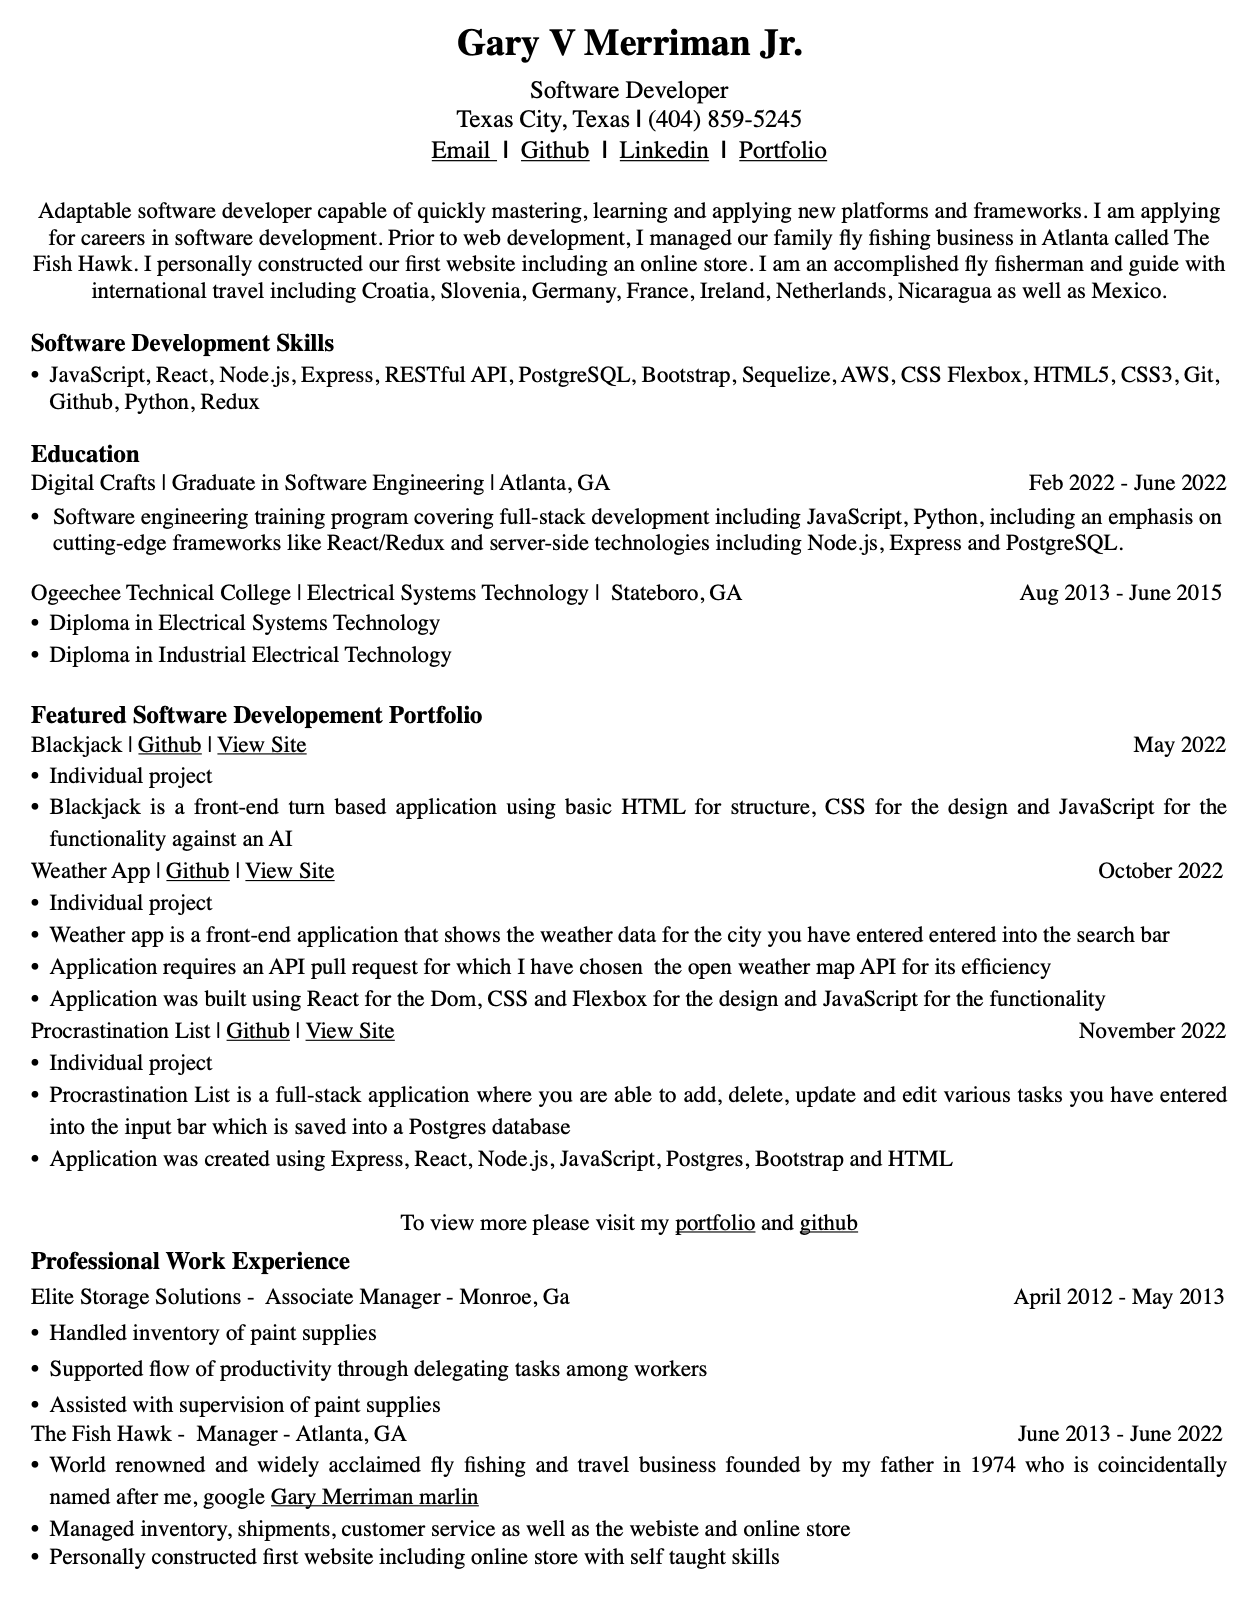 Gary V Merriman Jr.
Software Developer
Texas City, Texas | (404) 859-5245
Email | Github | Linkedin | Portfolio
Adaptable software developer capable of quickly mastering, learning and applying new platforms and frameworks. I am applying
for careers in software development. Prior to web development, I managed our family fly fishing business in Atlanta called The
Fish Hawk. I personally constructed our first website including an online store. I am an accomplished fly fisherman and guide with
international travel including Croatia, Slovenia, Germany, France, Ireland, Netherlands, Nicaragua as well as Mexico.
Software Development Skills
• JavaScript, React, Node.js, Express, RESTful API, PostgreSQL, Bootstrap, Sequelize, AWS, CSS Flexbox, HTML5, CSS3, Git,
Github, Python, Redux
Education
Digital Crafts | Graduate in Software Engineering | Atlanta, GA Feb 2022 - June 2022
• Software engineering training program covering full-stack development including JavaScript, Python, including an emphasis on
cutting-edge frameworks like React/Redux and server-side technologies including Node.js, Express and PostgreSQL.
Ogeechee Technical College | Electrical Systems Technology | Stateboro, GA Aug 2013 - June 2015
• Diploma in Electrical Systems Technology
• Diploma in Industrial Electrical Technology
Featured Software Developement Portfolio
Blackjack | Github | View Site May 2022
• Individual project
• Blackjack is a front-end turn based application using basic HTML for structure, CSS for the design and JavaScript for the
functionality against an AI
Weather App | Github | View Site October 2022
• Individual project
• Weather app is a front-end application that shows the weather data for the city you have entered entered into the search bar
• Application requires an API pull request for which I have chosen the open weather map API for its efficiency
• Application was built using React for the Dom, CSS and Flexbox for the design and JavaScript for the functionality
Procrastination List | Github | View Site November 2022
• Individual project
• Procrastination List is a full-stack application where you are able to add, delete, update and edit various tasks you have entered
into the input bar which is saved into a Postgres database
• Application was created using Express, React, Node.js, JavaScript, Postgres, Bootstrap and HTML
To view more please visit my portfolio and github
Professional Work Experience
Elite Storage Solutions - Associate Manager - Monroe, Ga April 2012 - May 2013
• Handled inventory of paint supplies
• Supported flow of productivity through delegating tasks among workers
• Assisted with supervision of paint supplies
The Fish Hawk - Manager - Atlanta, GA June 2013 - June 2022
• World renowned and widely acclaimed fly fishing and travel business founded by my father in 1974 who is coincidentally
named after me, google Gary Merriman marlin
• Managed inventory, shipments, customer service as well as the webiste and online store
• Personally constructed first website including online store with self taught skills